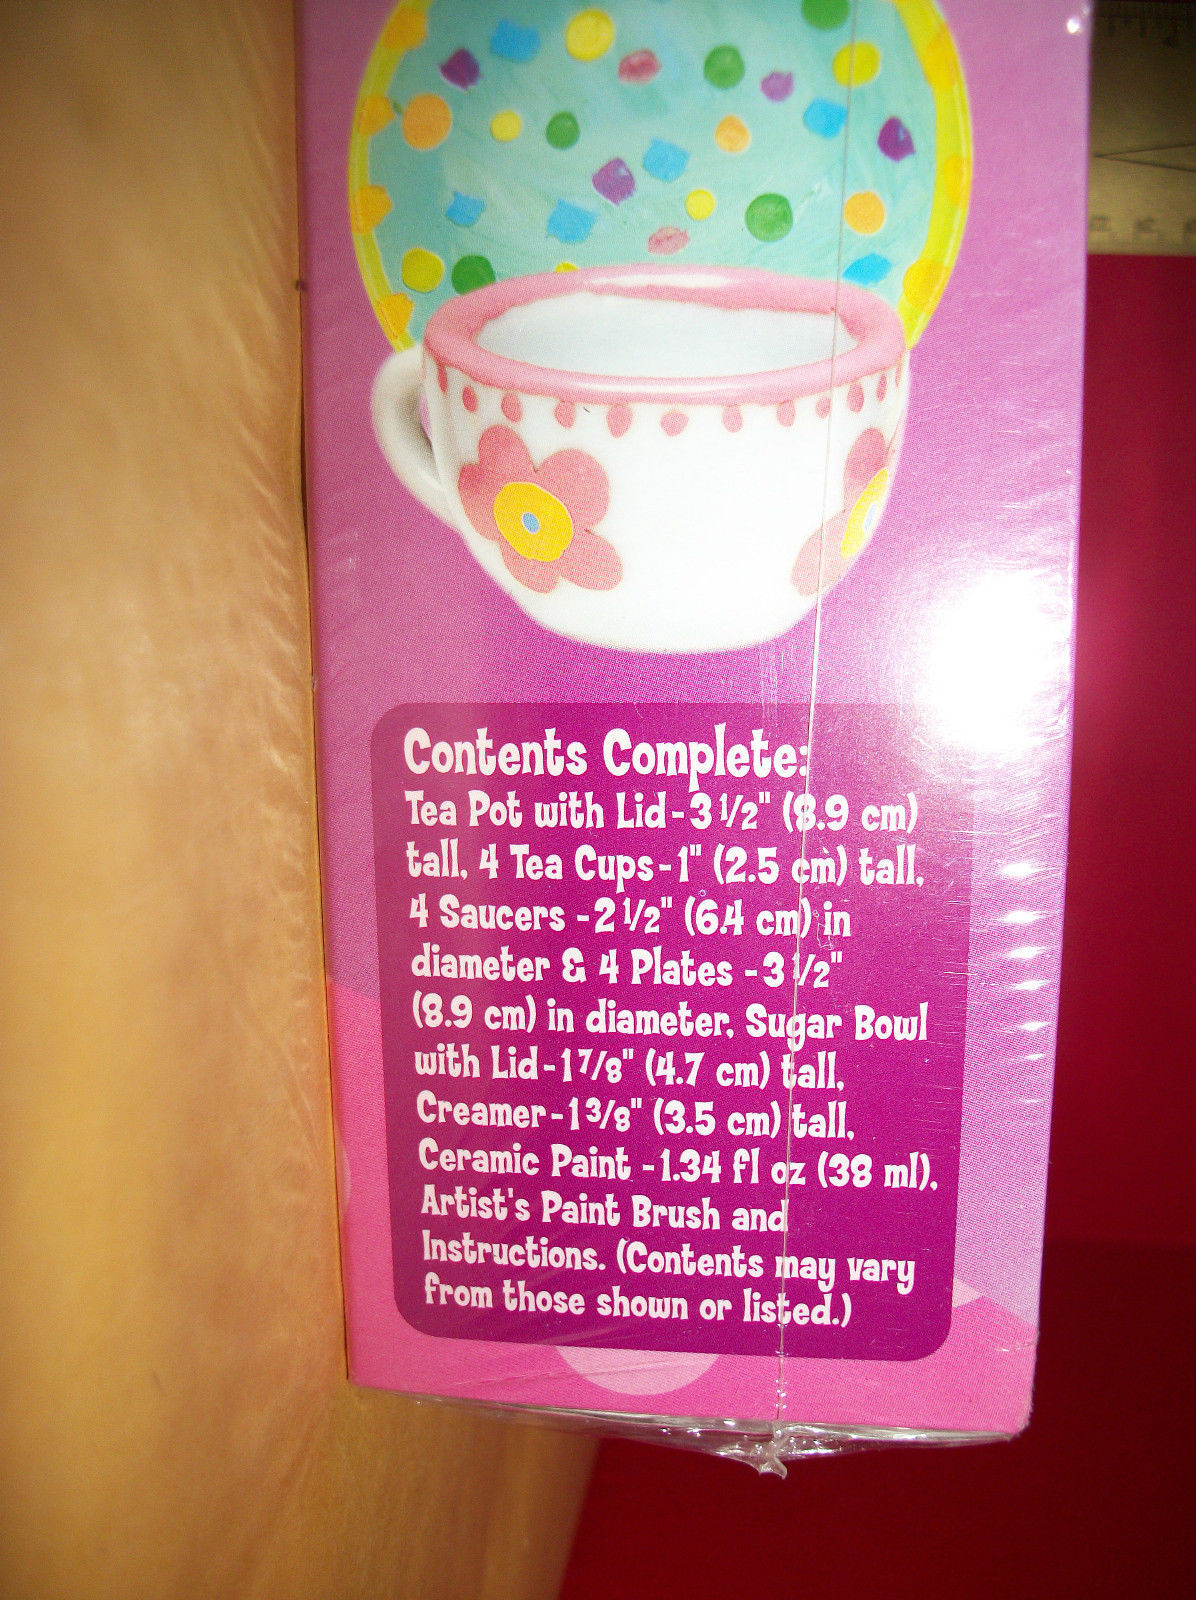 Contents Complete:
Tea Pot with Lid-3 1/2" (8.9 cm)
tall, 4 Tea Cups-1" (2.5 cm) tall,
4 Saucers -2 1/2" (6.4 cm) in
diameter & 4 Plates -3 1/2"
(8.9 cm) in diameter, Sugar Bowl
with Lid-1 7/8" (4.7 cm) tall,
Creamer-1 3/8" (3.5 cm) tall,
Ceramic Paint -1.34 fl oz (38 ml),
Artist's Paint Brush and
Instructions. (Contents may vary
from those shown or listed.)